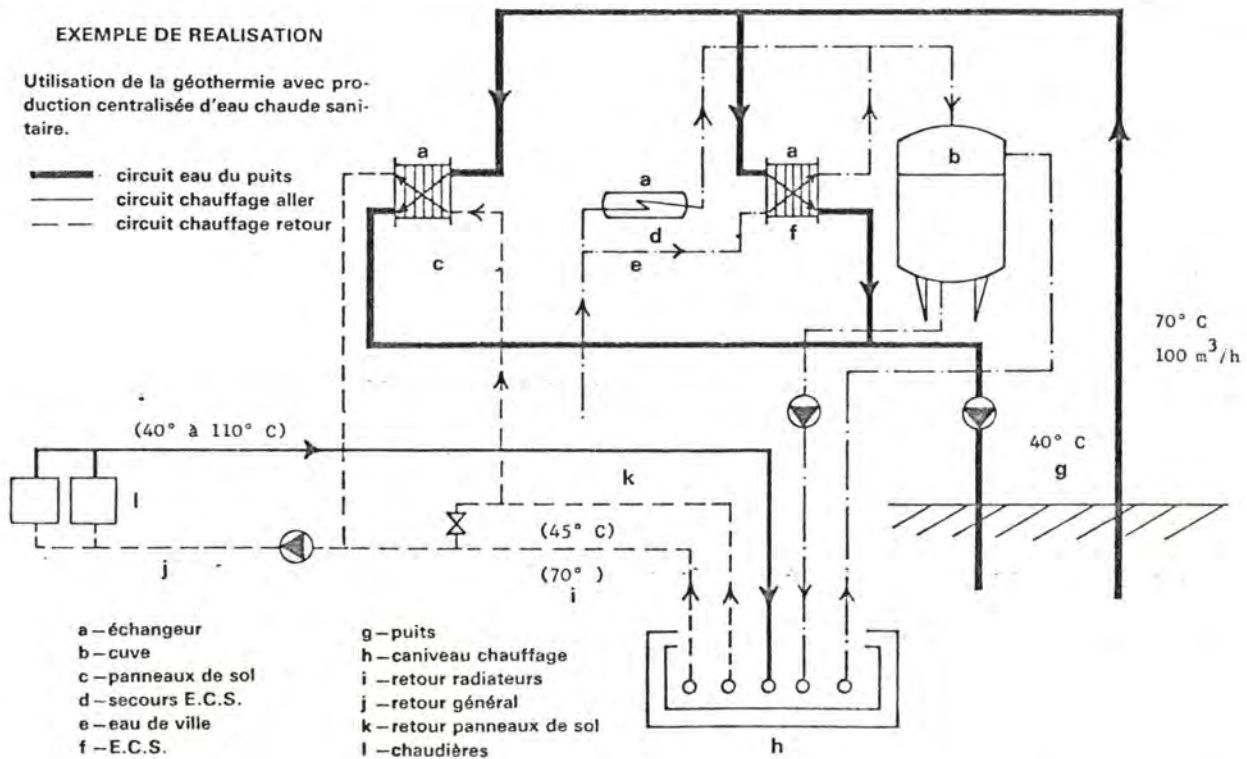 EXEMPLE DE REALISATION
Utilisation de la géothermie avec pro-
duction centralisée d'eau chaude sani-
taire.
circuit eau du puits
circuit chauffage aller
circuit chauffage retour
a
a
a
b
c
d
e
f
70° C
100 m³/h
(40° à 110° C)
40° C
g
k
l
(45° C)
j
(70° )
i
a—échangeur
b—cuve
c—panneaux de sol
d—secours E.C.S.
e—eau de ville
f—E.C.S.
g—puits
h—caniveau chauffage
i—retour radiateurs
j—retour général
k—retour panneaux de sol
l—chaudières
h